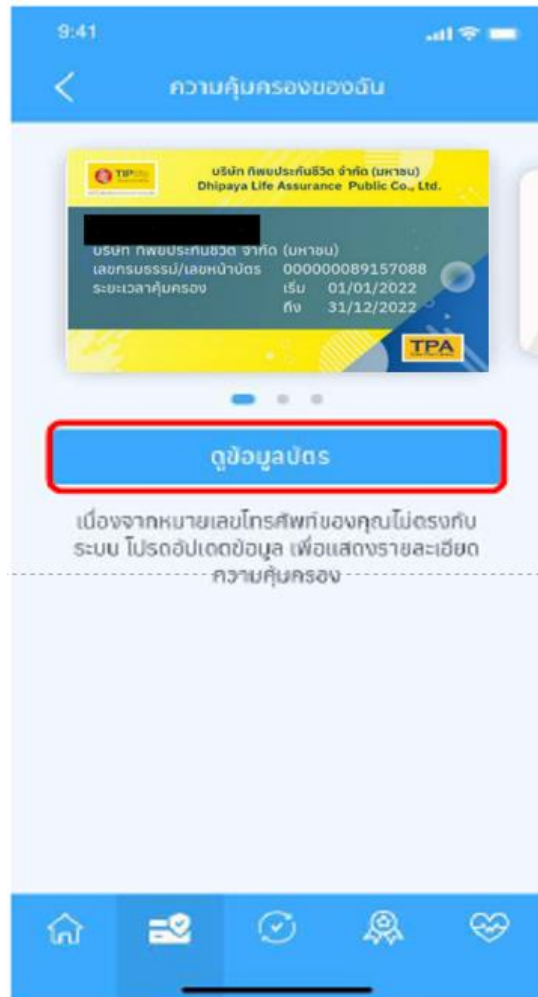 9:41
ความคุ้มครองของฉัน
TIPlife
บริษัท ทิพยประกันชีวิต จำกัด (มหาชน)
Dhipaya Life Assurance Public Co., Ltd.
บริษัท ทิพยประกันชีวิต จำกัด (มหาชน)
เลขกรมธรรม์/เลขหน้าบัตร 000000089157088
ระยะเวลาคุ้มครอง เริ่ม 01/01/2022
ถึง 31/12/2022
TPA
ดูข้อมูลบัตร
เนื่องจากหมายเลขโทรศัพท์ของคุณไม่ตรงกับ
ระบบ โปรดอัปเดตข้อมูล เพื่อแสดงรายละเอียด
ความคุ้มครอง